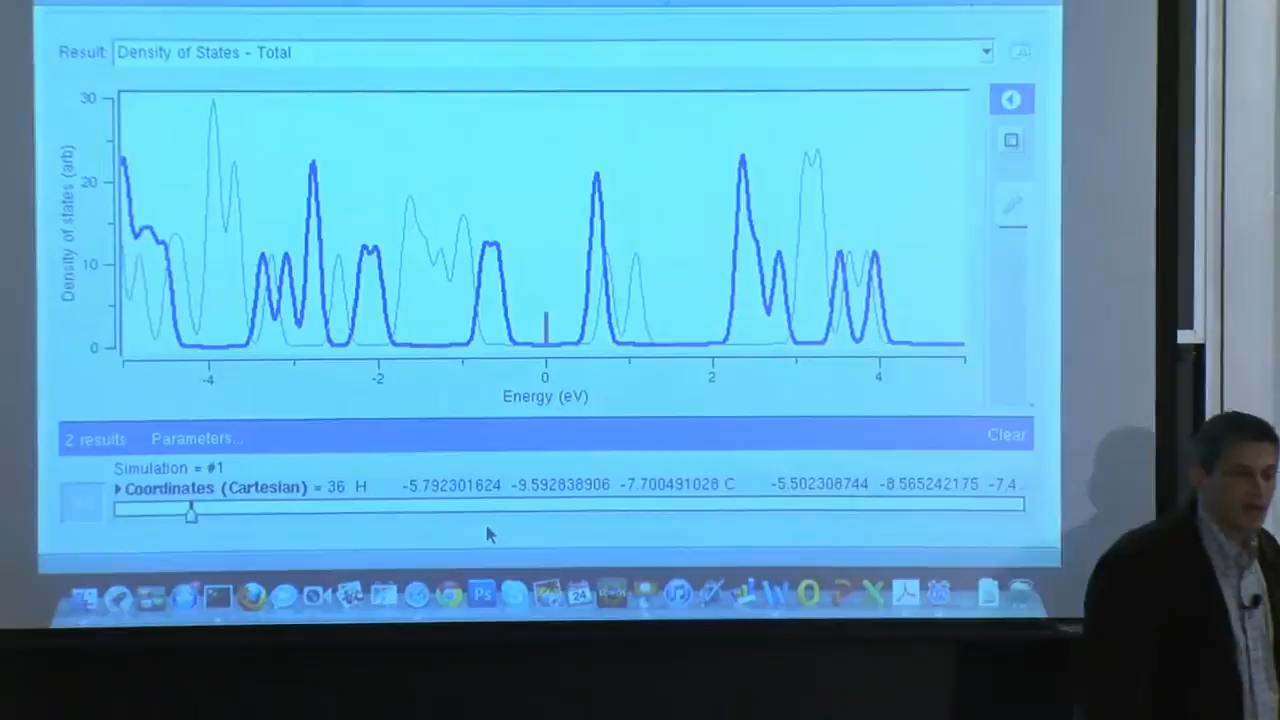 Result: Density of States - Total
30
20
10
0
Density of states (arb)
-4 -2 0 2 4
Energy (eV)
2 results Parameters... Clear
Simulation = #1
Coordinates (Cartesian) = 36 H -5.792301624 -9.592838906 -7.700491028 C -5.502308744 -8.565242175 -7.4..
Ps
24
W
O
X